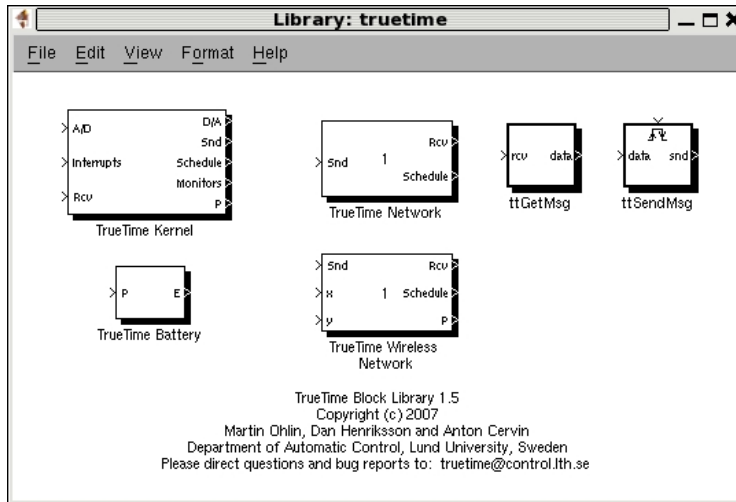 Library: truetime
File Edit View Format Help
A/D
Interrupts
Rcv
D/A
Snd
Schedule
Monitors
P
TrueTime Kernel
Snd
1
Rcv
Schedule
TrueTime Network
rcv data
ttGetMsg
data snd
ttSendMsg
P E
TrueTime Battery
Snd
x
y
1
Rcv
Schedule
P
TrueTime Wireless
Network
TrueTime Block Library 1.5
Copyright (c) 2007
Martin Ohlin, Dan Henriksson and Anton Cervin
Department of Automatic Control, Lund University, Sweden
Please direct questions and bug reports to: truetime@control.lth.se